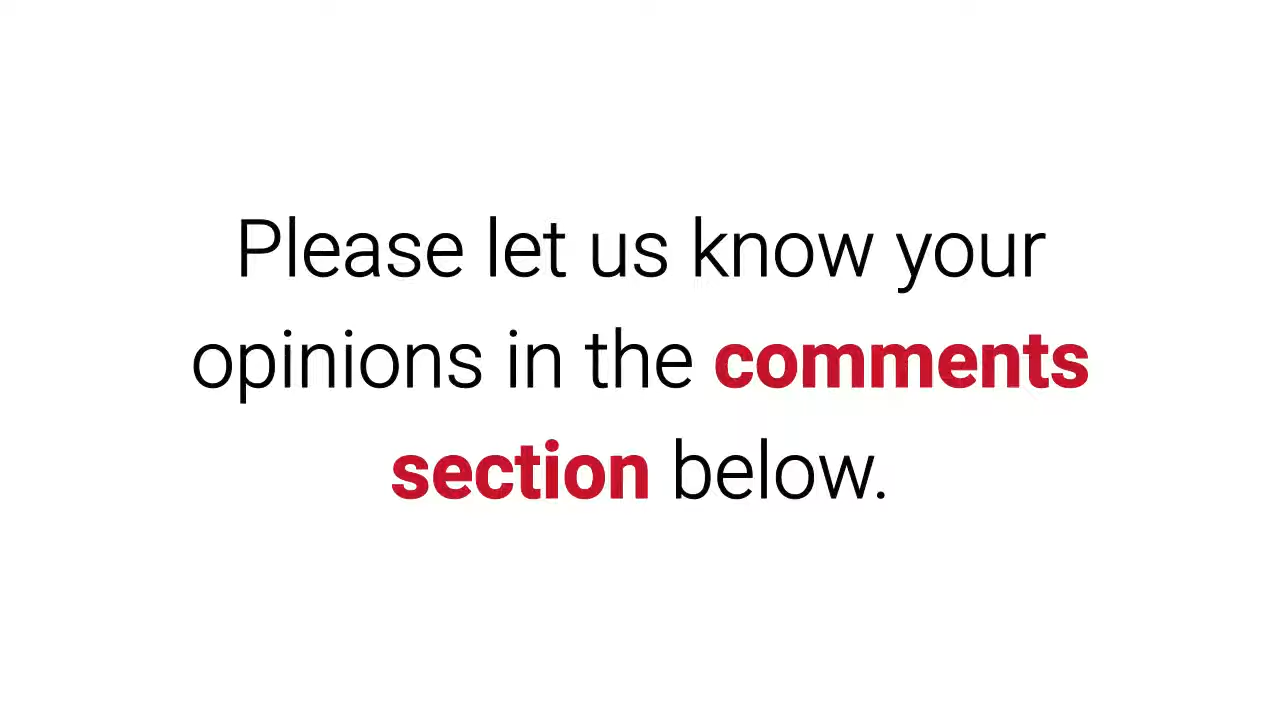 Please let us know your
opinions in the comments
section below.